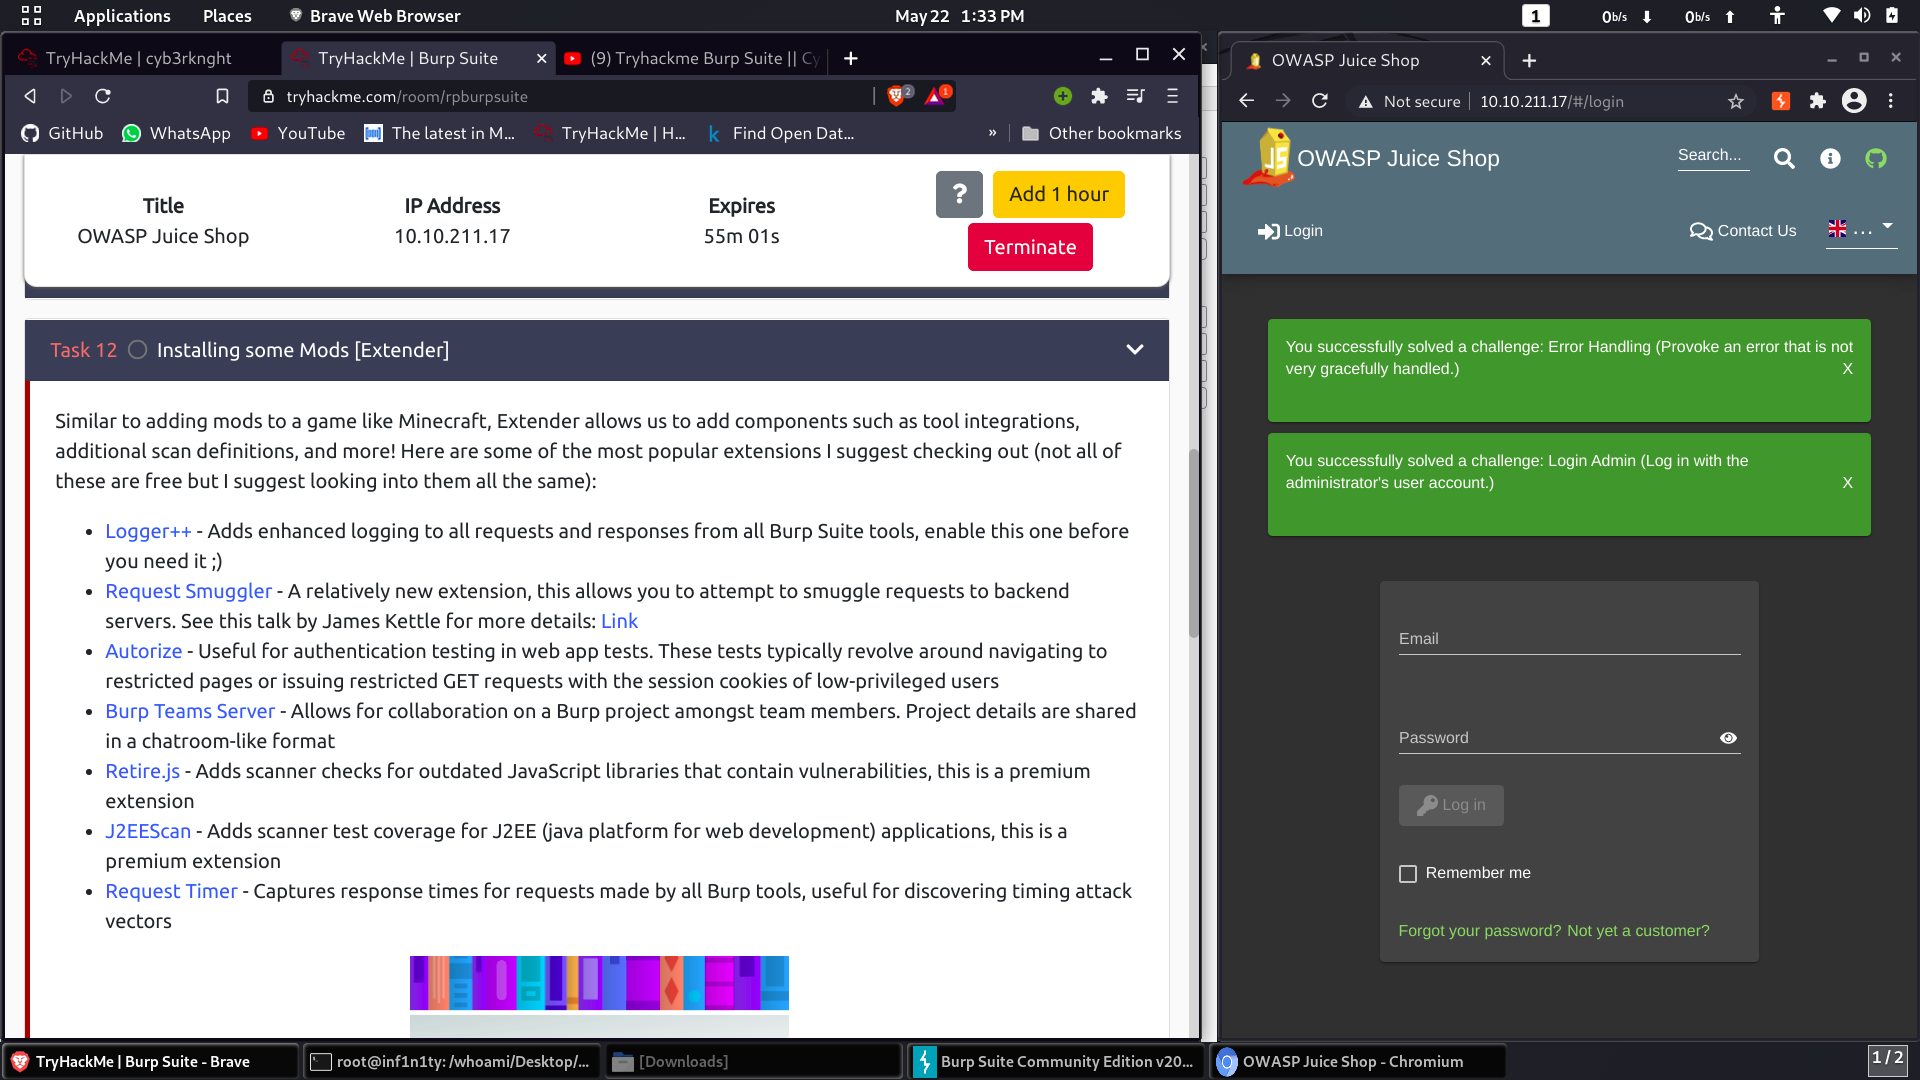 Applications Places Brave Web Browser May 22 1:33 PM 1 0b/s 0b/s
TryHackMe | cyb3rknght TryHackMe | Burp Suite (9) Tryhackme Burp Suite || Cy
tryhackme.com/room/rpburpsuite 2 1
GitHub WhatsApp YouTube The latest in M... TryHackMe | H... Find Open Dat... » Other bookmarks
Title IP Address Expires ? Add 1 hour
OWASP Juice Shop 10.10.211.17 55m 01s
Terminate
Task 12 Installing some Mods [Extender]
Similar to adding mods to a game like Minecraft, Extender allows us to add components such as tool integrations,
additional scan definitions, and more! Here are some of the most popular extensions I suggest checking out (not all of
these are free but I suggest looking into them all the same):
• Logger++ - Adds enhanced logging to all requests and responses from all Burp Suite tools, enable this one before
you need it ;)
• Request Smuggler - A relatively new extension, this allows you to attempt to smuggle requests to backend
servers. See this talk by James Kettle for more details: Link
• Autorize - Useful for authentication testing in web app tests. These tests typically revolve around navigating to
restricted pages or issuing restricted GET requests with the session cookies of low-privileged users
• Burp Teams Server - Allows for collaboration on a Burp project amongst team members. Project details are shared
in a chatroom-like format
• Retire.js - Adds scanner checks for outdated JavaScript libraries that contain vulnerabilities, this is a premium
extension
• J2EEScan - Adds scanner test coverage for J2EE (java platform for web development) applications, this is a
premium extension
• Request Timer - Captures response times for requests made by all Burp tools, useful for discovering timing attack
vectors
OWASP Juice Shop
Not secure 10.10.211.17/#/login
JS OWASP Juice Shop Search...
Login Contact Us ...
You successfully solved a challenge: Error Handling (Provoke an error that is not
very gracefully handled.) X
You successfully solved a challenge: Login Admin (Log in with the
administrator's user account.) X
Email
Password
Log in
Remember me
Forgot your password? Not yet a customer?
TryHackMe | Burp Suite - Brave root@inf1n1ty: /whoami/Desktop/... [Downloads] Burp Suite Community Edition v20... OWASP Juice Shop - Chromium 1 / 2